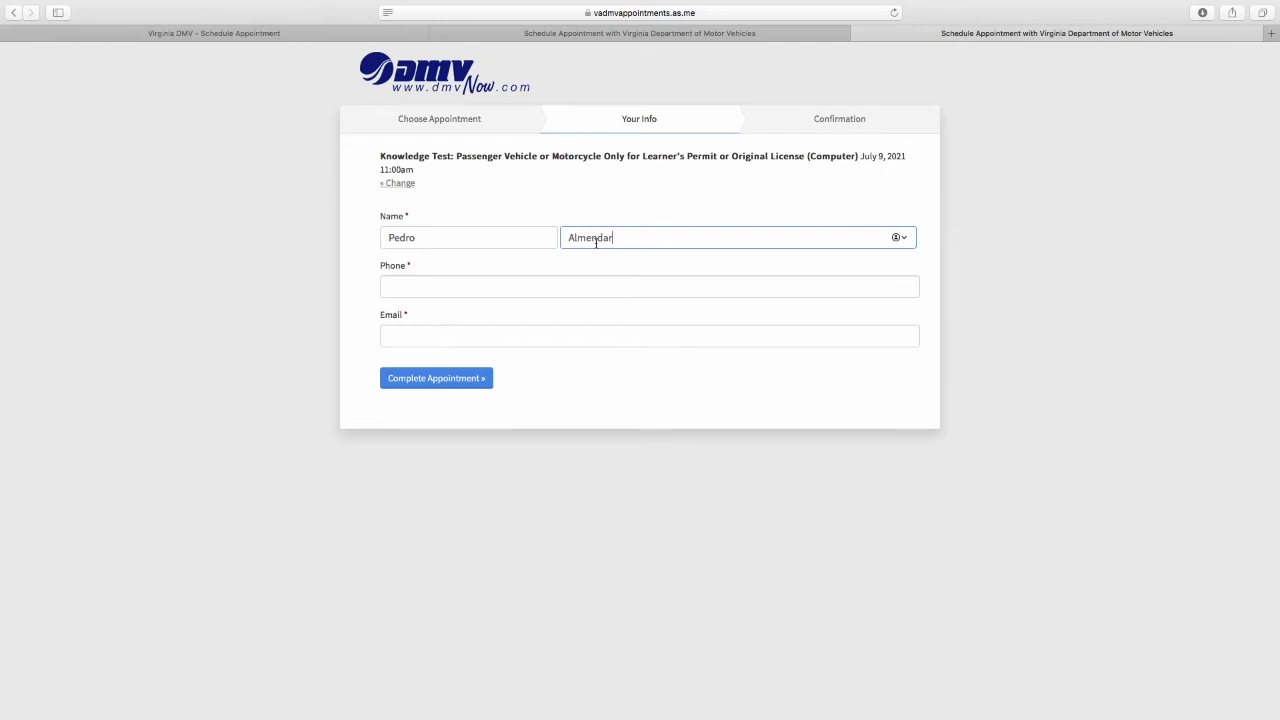 vadmvappointments.as.me
Virginia DMV - Schedule Appointment
Schedule Appointment with Virginia Department of Motor Vehicles
Schedule Appointment with Virginia Department of Motor Vehicles
DMV
www.dmvNow.com
Choose Appointment
Your Info
Confirmation
Knowledge Test: Passenger Vehicle or Motorcycle Only for Learner's Permit or Original License (Computer) July 9, 2021
11:00am
« Change
Name *
Pedro
Almendar
Phone *
Email *
Complete Appointment »